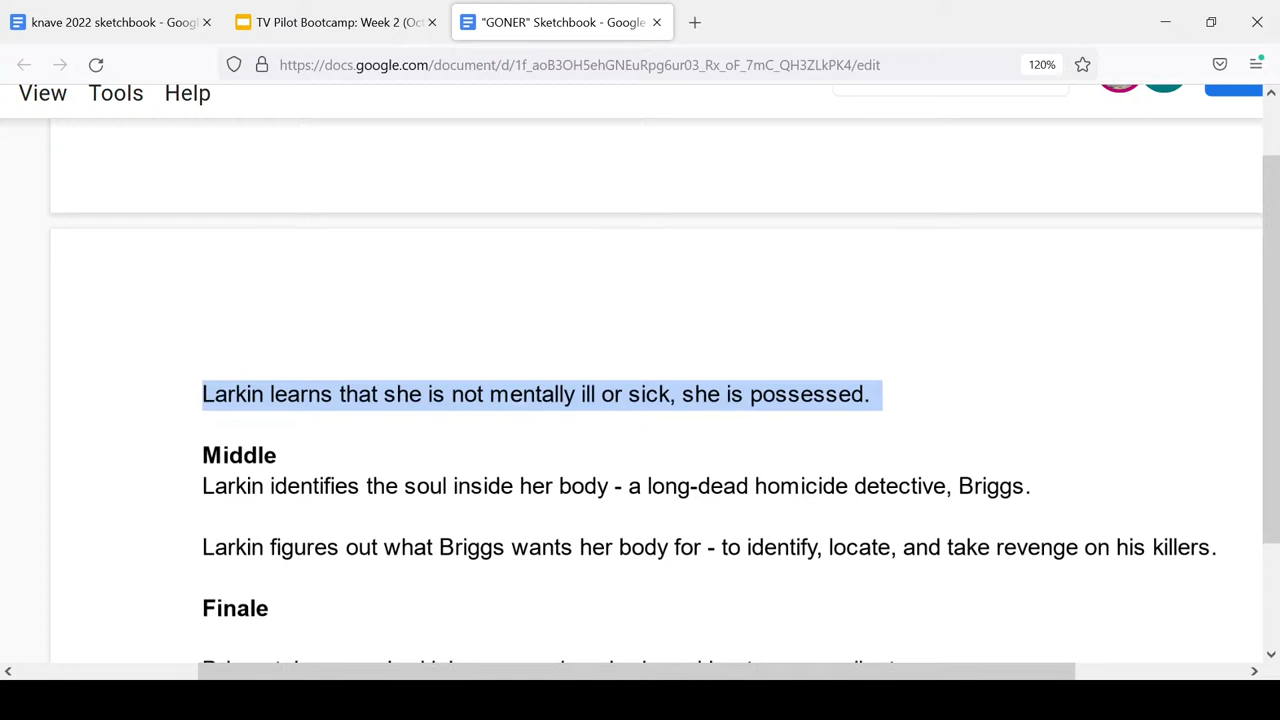 knave 2022 sketchbook - Googl
TV Pilot Bootcamp: Week 2 (Oct
"GONER" Sketchbook - Google
https://docs.google.com/document/d/1f_aoB3OH5ehGNEuRpg6ur03_Rx_oF_7mC_QH3ZLkPK4/edit
120%
View Tools Help
Larkin learns that she is not mentally ill or sick, she is possessed.
Middle
Larkin identifies the soul inside her body - a long-dead homicide detective, Briggs.
Larkin figures out what Briggs wants her body for - to identify, locate, and take revenge on his killers.
Finale